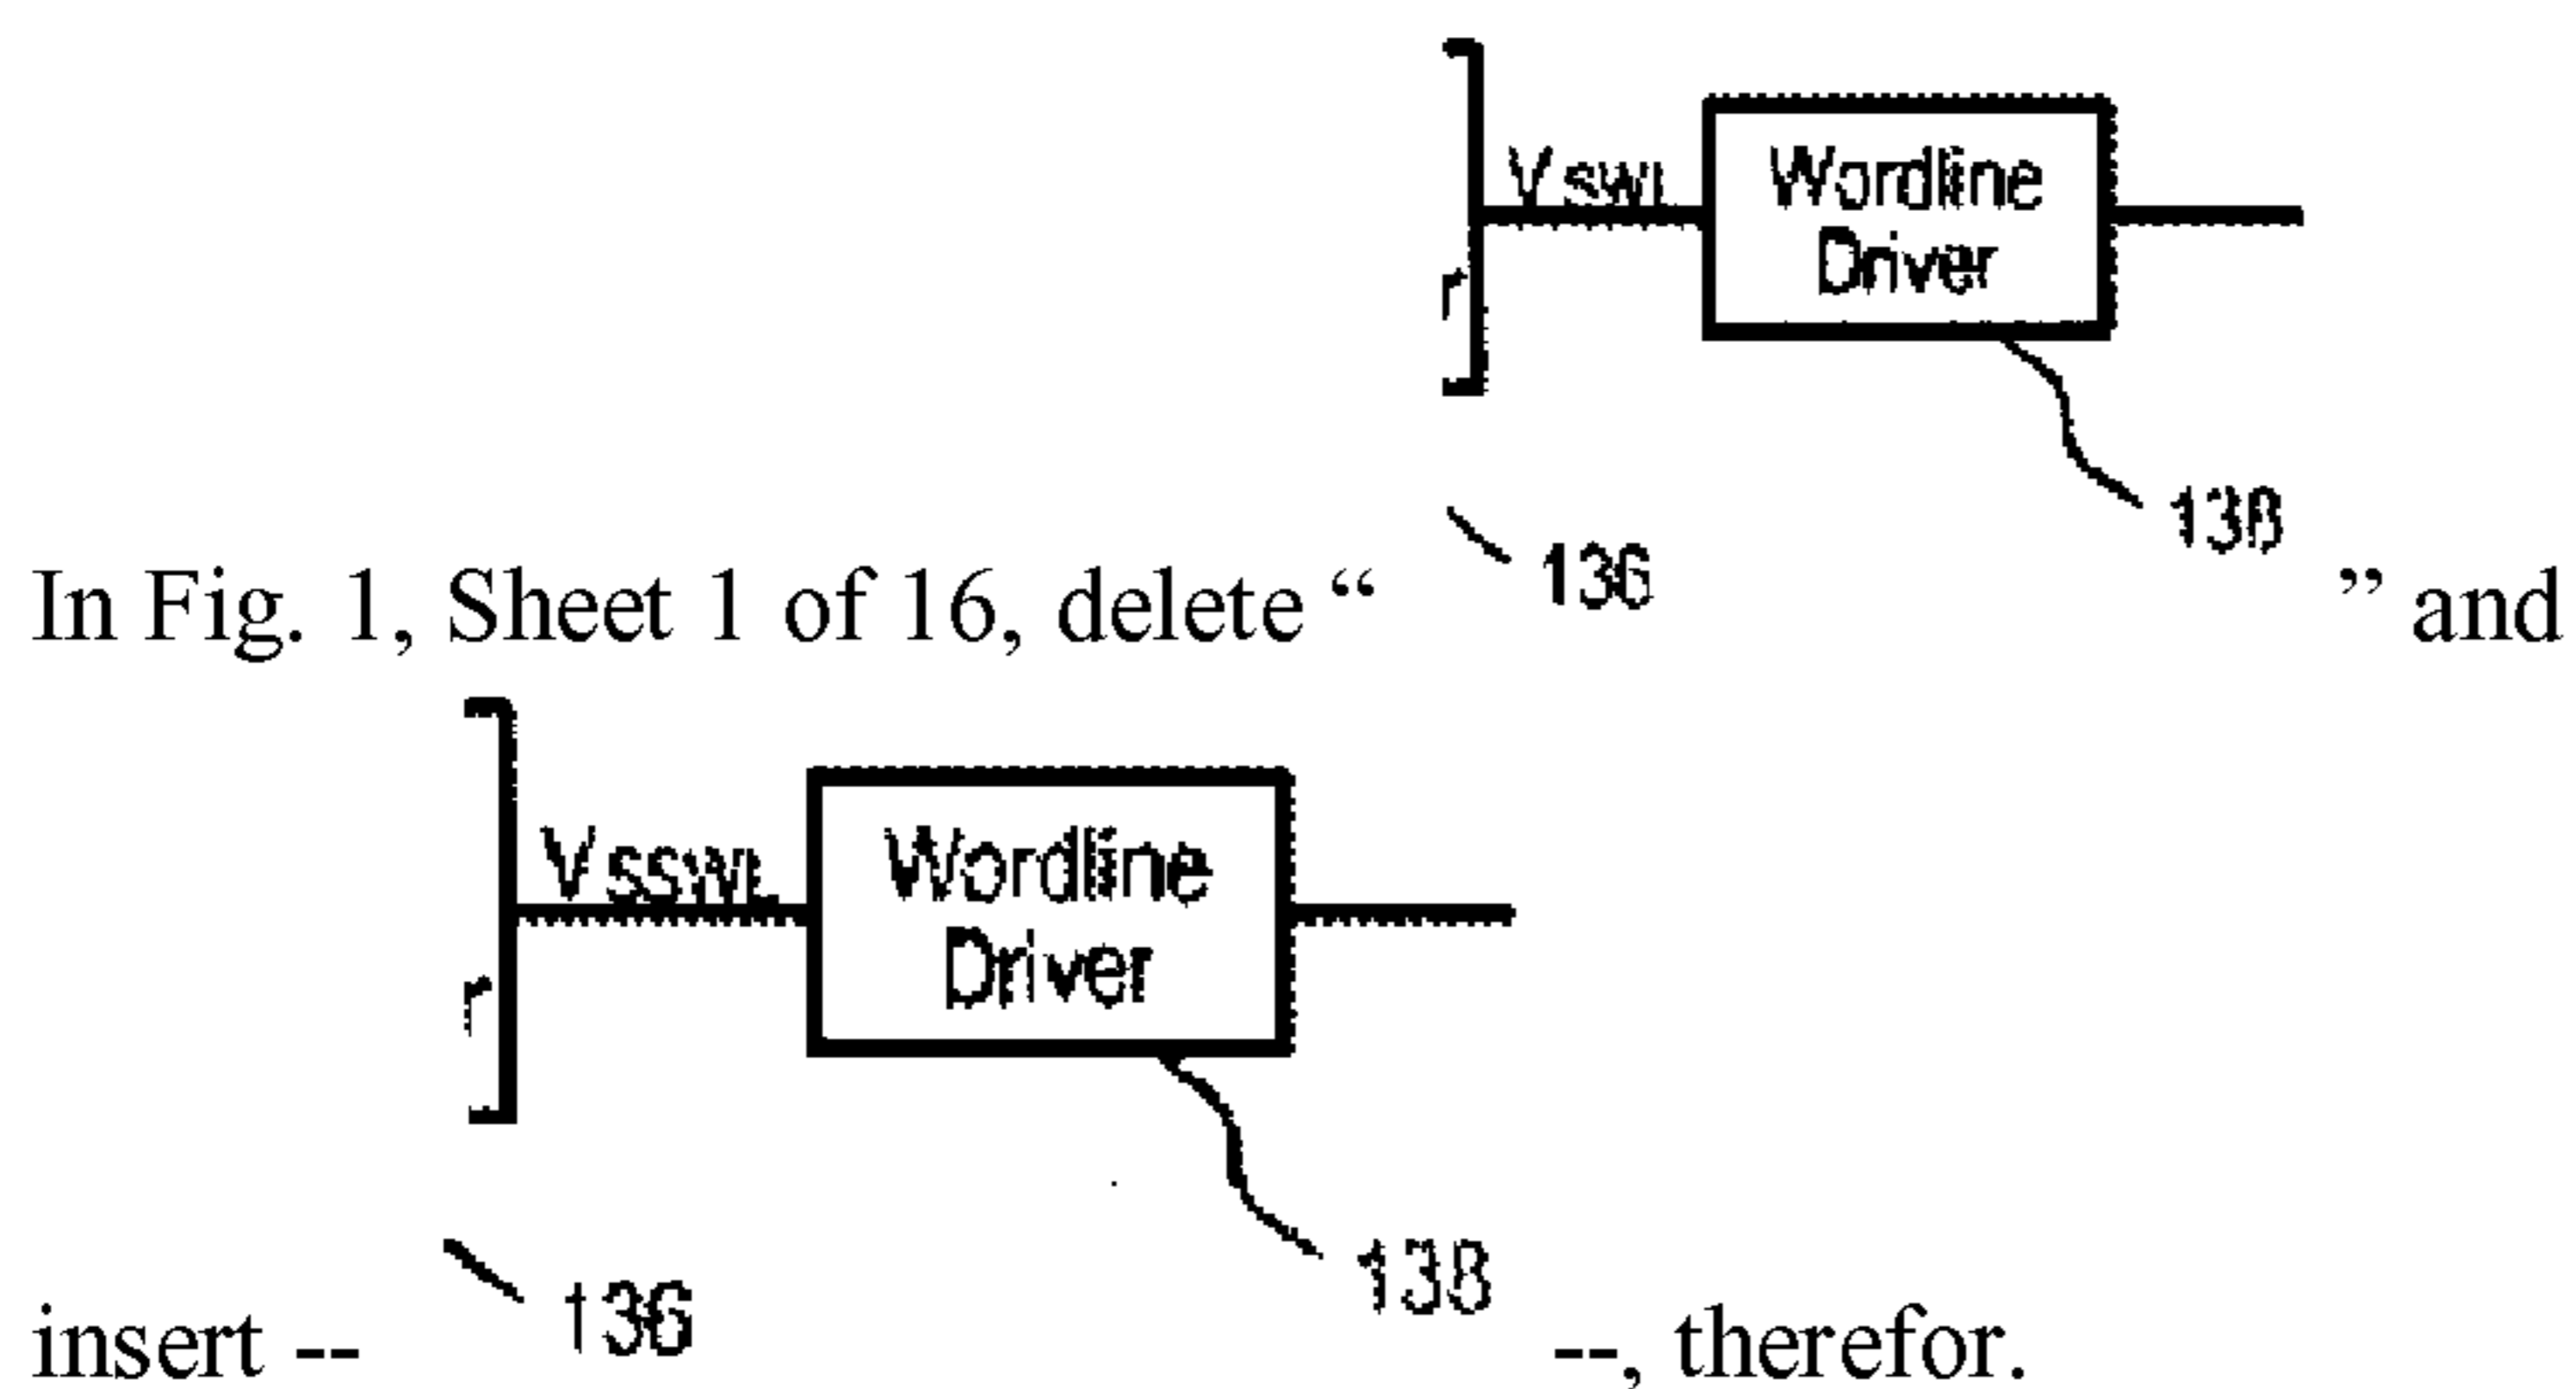 VSWL Wordline
Driver
138
136
In Fig. 1, Sheet 1 of 16, delete “ ” and
VSSWL Wordline
Driver
138
136
insert -- --, therefor.